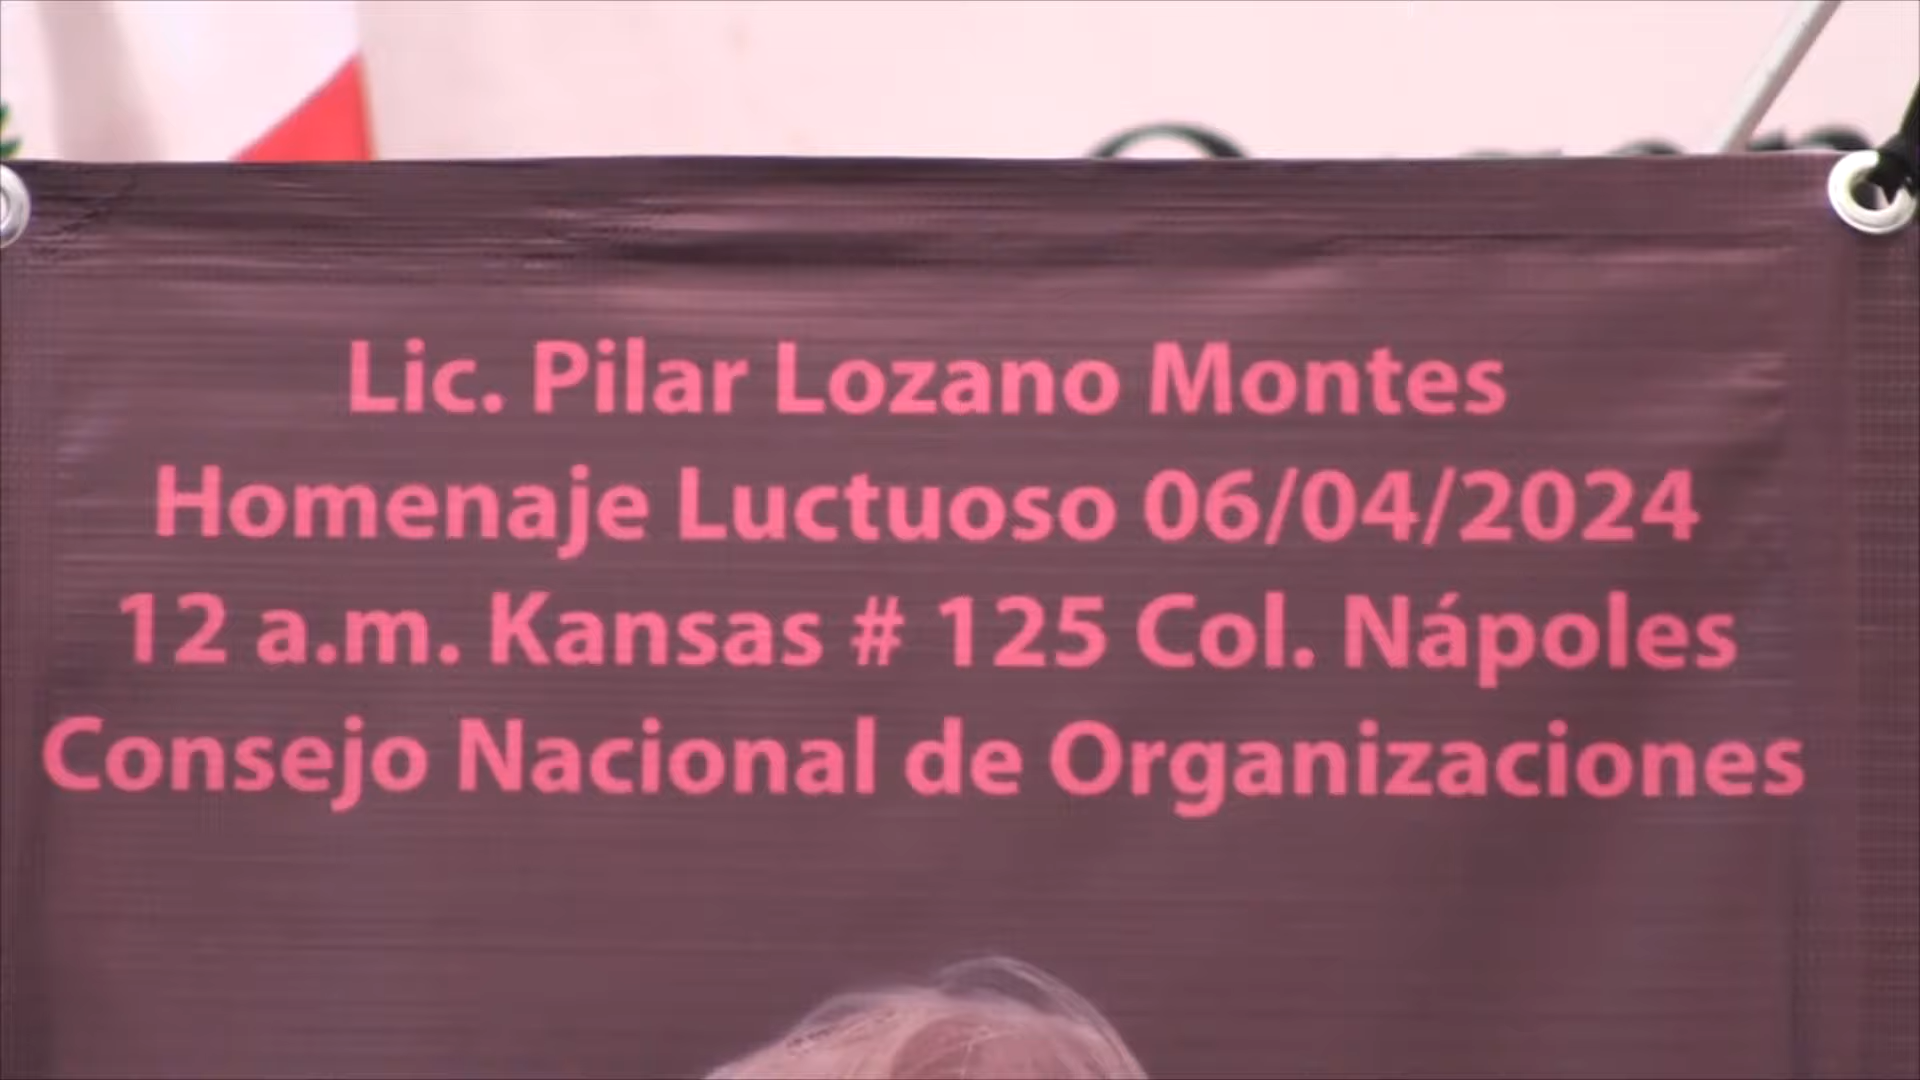 Lic. Pilar Lozano Montes
Homenaje Luctuoso 06/04/2024
12 a.m. Kansas # 125 Col. Nápoles
Consejo Nacional de Organizaciones